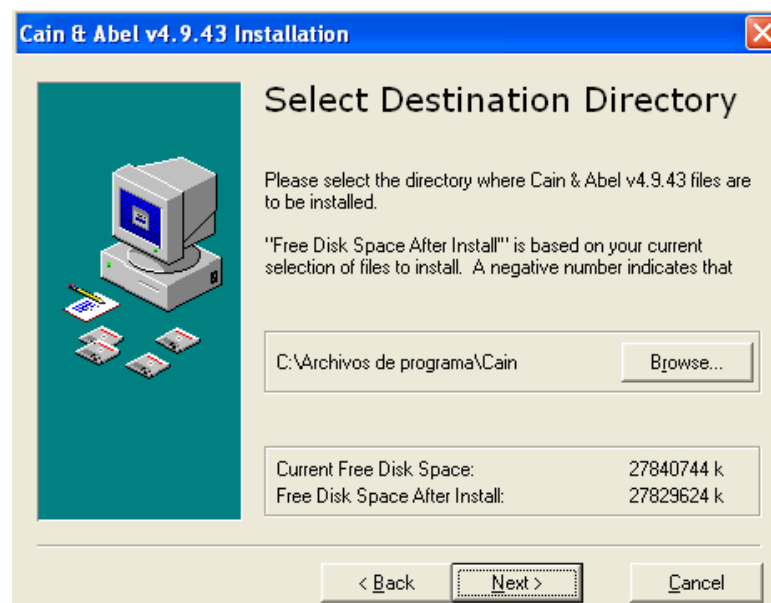 Cain & Abel v4.9.43 Installation
Select Destination Directory
Please select the directory where Cain & Abel v4.9.43 files are
to be installed.
"Free Disk Space After Install"' is based on your current
selection of files to install. A negative number indicates that
C:\Archivos de programa\Cain
Browse...
Current Free Disk Space: 27840744 k
Free Disk Space After Install: 27829624 k
< Back
Next >
Cancel